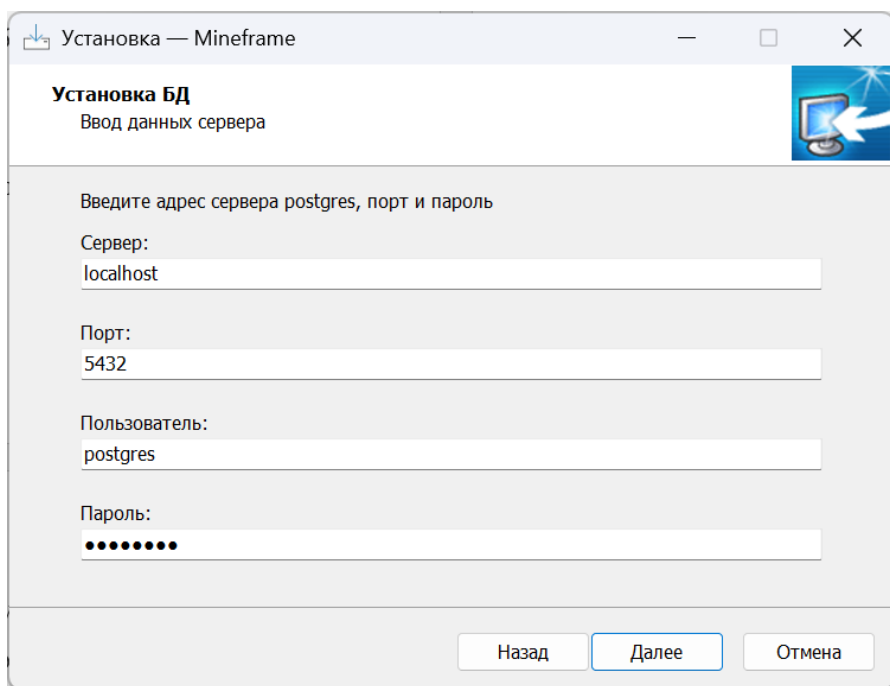 Установка — Mineframe
Установка БД
Ввод данных сервера
Введите адрес сервера postgres, порт и пароль
Сервер:
localhost
Порт:
5432
Пользователь:
postgres
Пароль:
●●●●●●●●
Назад
Далее
Отмена